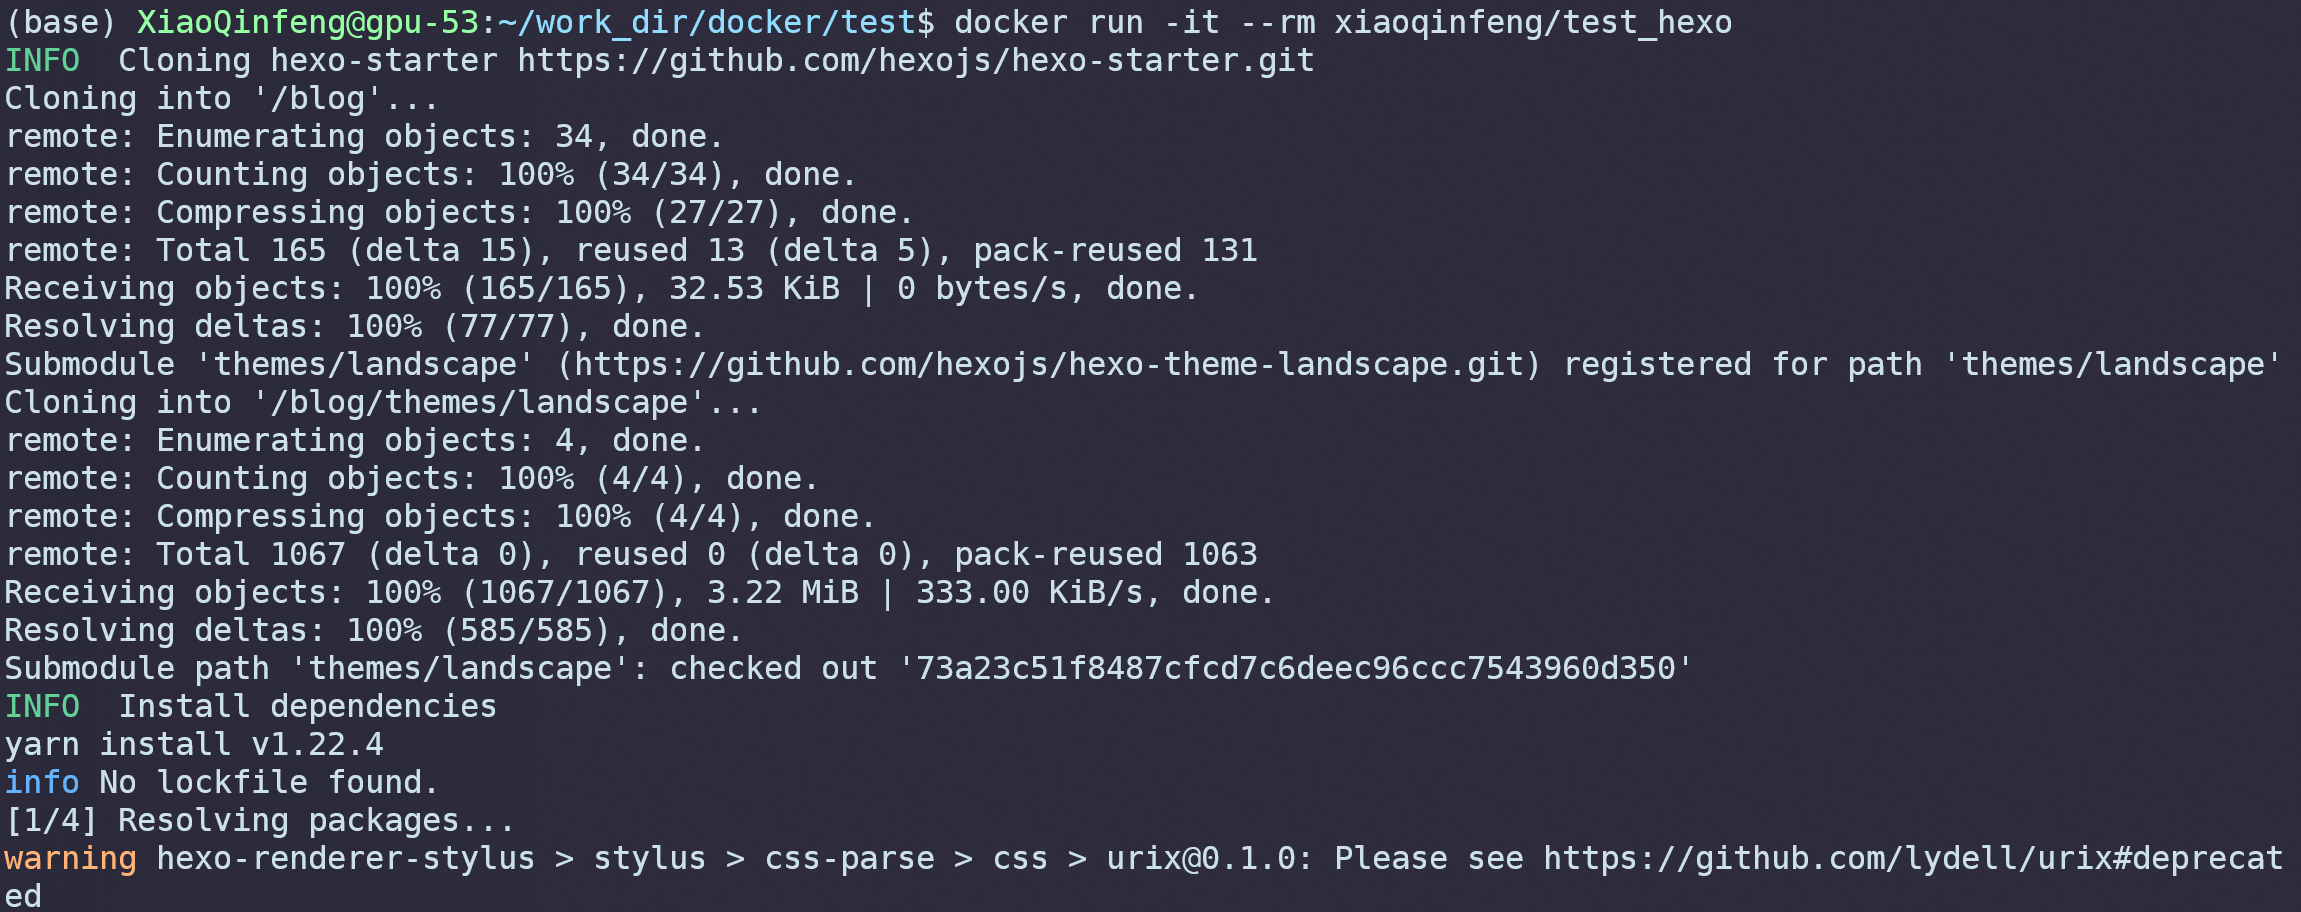 (base) XiaoQinfeng@gpu-53:~/work_dir/docker/test$ docker run -it --rm xiaoqinfeng/test_hexo
INFO  Cloning hexo-starter https://github.com/hexojs/hexo-starter.git
Cloning into '/blog'...
remote: Enumerating objects: 34, done.
remote: Counting objects: 100% (34/34), done.
remote: Compressing objects: 100% (27/27), done.
remote: Total 165 (delta 15), reused 13 (delta 5), pack-reused 131
Receiving objects: 100% (165/165), 32.53 KiB | 0 bytes/s, done.
Resolving deltas: 100% (77/77), done.
Submodule 'themes/landscape' (https://github.com/hexojs/hexo-theme-landscape.git) registered for path 'themes/landscape'
Cloning into '/blog/themes/landscape'...
remote: Enumerating objects: 4, done.
remote: Counting objects: 100% (4/4), done.
remote: Compressing objects: 100% (4/4), done.
remote: Total 1067 (delta 0), reused 0 (delta 0), pack-reused 1063
Receiving objects: 100% (1067/1067), 3.22 MiB | 333.00 KiB/s, done.
Resolving deltas: 100% (585/585), done.
Submodule path 'themes/landscape': checked out '73a23c51f8487cfcd7c6deec96ccc7543960d350'
INFO  Install dependencies
yarn install v1.22.4
info No lockfile found.
[1/4] Resolving packages...
warning hexo-renderer-stylus > stylus > css-parse > css > urix@0.1.0: Please see https://github.com/lydell/urix#deprecat
ed